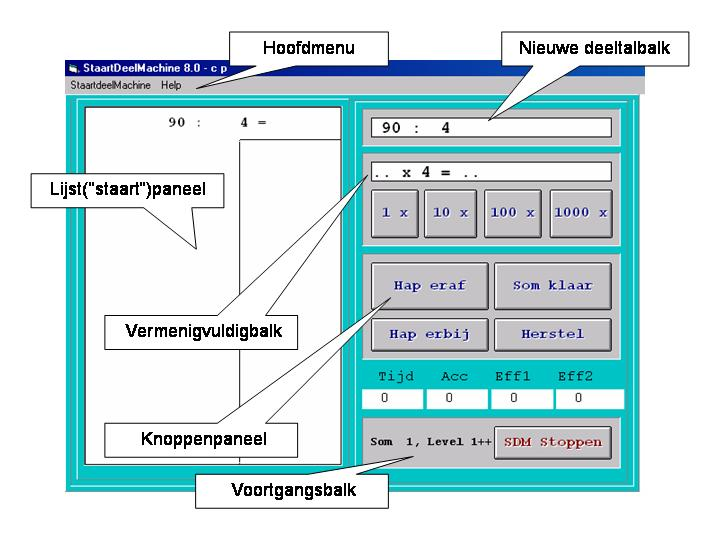 Hoofdmenu
Nieuwe deeltalbalk
StaartDeelMachine 8.0 - c p
StaartdeelMachine Help
90 : 4 =
90 : 4
.. x 4 = ..
Lijst("staart")paneel
1 x 10 x 100 x 1000 x
Hap eraf Som klaar
Vermenigvuldigbalk
Hap erbij Herstel
Tijd Acc Eff1 Eff2
0 0 0 0
Knoppenpaneel
Som 1, Level 1++ SDM Stoppen
Voortgangsbalk